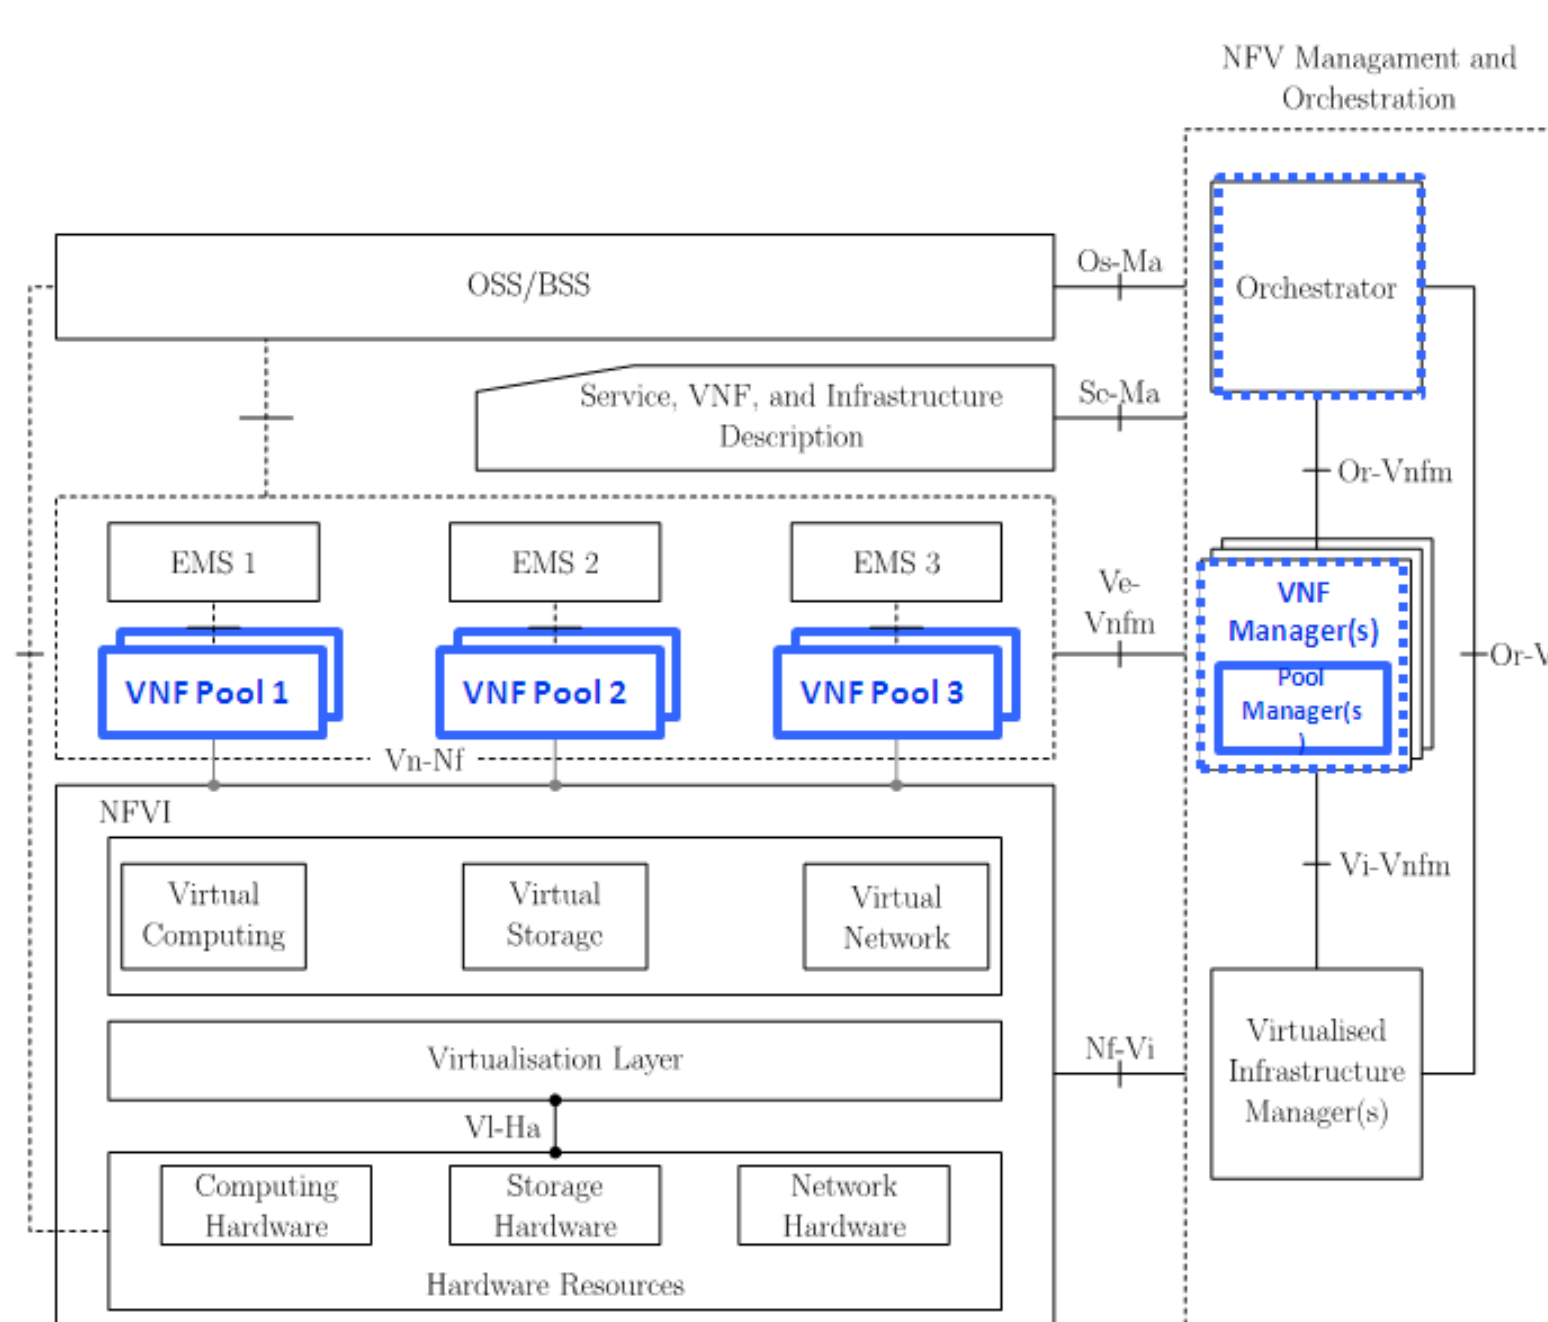 NFV Managament and
Orchestration
Os-Ma
OSS/BSS
Orchestrator
Sc-Ma
Service, VNF, and Infrastructure
Description
Or-Vnfm
EMS 1
EMS 2
EMS 3
Ve-
Vnfm
VNF
Manager(s)
Or-V
Pool
Manager(s
)
VNF Pool 1
VNF Pool 2
VNF Pool 3
Vn-Nf
NFVI
Virtual
Computing
Virtual
Storage
Virtual
Network
Vi-Vnfm
Virtualisation Layer
Nf-Vi
Virtualised
Infrastructure
Manager(s)
Vl-Ha
Computing
Hardware
Storage
Hardware
Network
Hardware
Hardware Resources